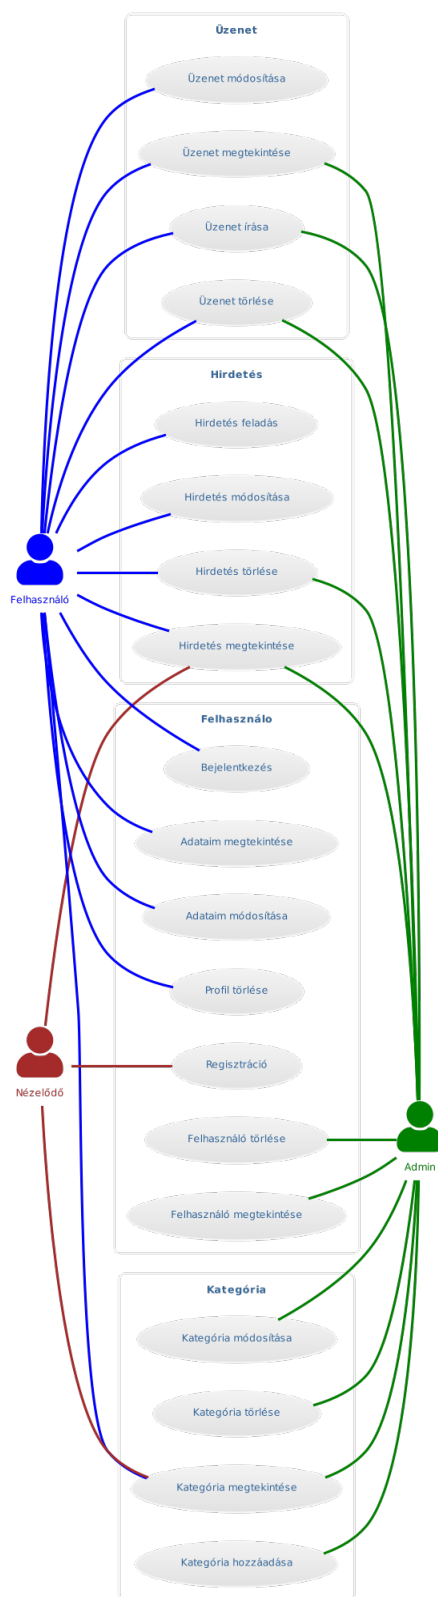 Üzenet
Üzenet módosítása
Üzenet megtekintése
Üzenet írása
Üzenet törlése
Hirdetés
Hirdetés feladás
Hirdetés módosítása
Hirdetés törlése
Felhasználó
Hirdetés megtekintése
Felhasználo
Bejelentkezés
Adataim megtekintése
Adataim módosítása
Profil törlése
Regisztráció
Nézelődő
Felhasználó törlése
Admin
Felhasználó megtekintése
Kategória
Kategória módosítása
Kategória törlése
Kategória megtekintése
Kategória hozzáadása